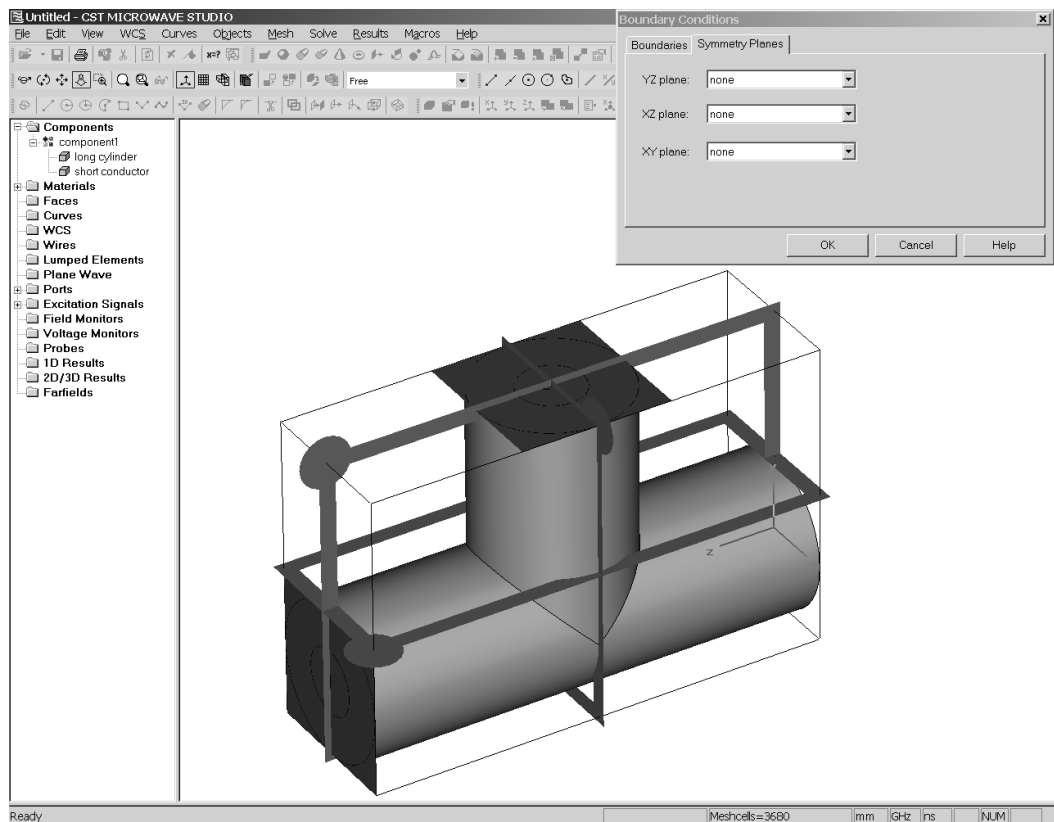 Untitled - CST MICROWAVE STUDIO
File Edit View WCS Curves Objects Mesh Solve Results Macros Help
x=?
Free
Components
component1
long cylinder
short conductor
Materials
Faces
Curves
WCS
Wires
Lumped Elements
Plane Wave
Ports
Excitation Signals
Field Monitors
Voltage Monitors
Probes
1D Results
2D/3D Results
Farfields
Boundary Conditions
Boundaries Symmetry Planes
YZ plane: none
XZ plane: none
XY plane: none
OK Cancel Help
z
Ready Meshcells=3680 mm GHz ns NUM